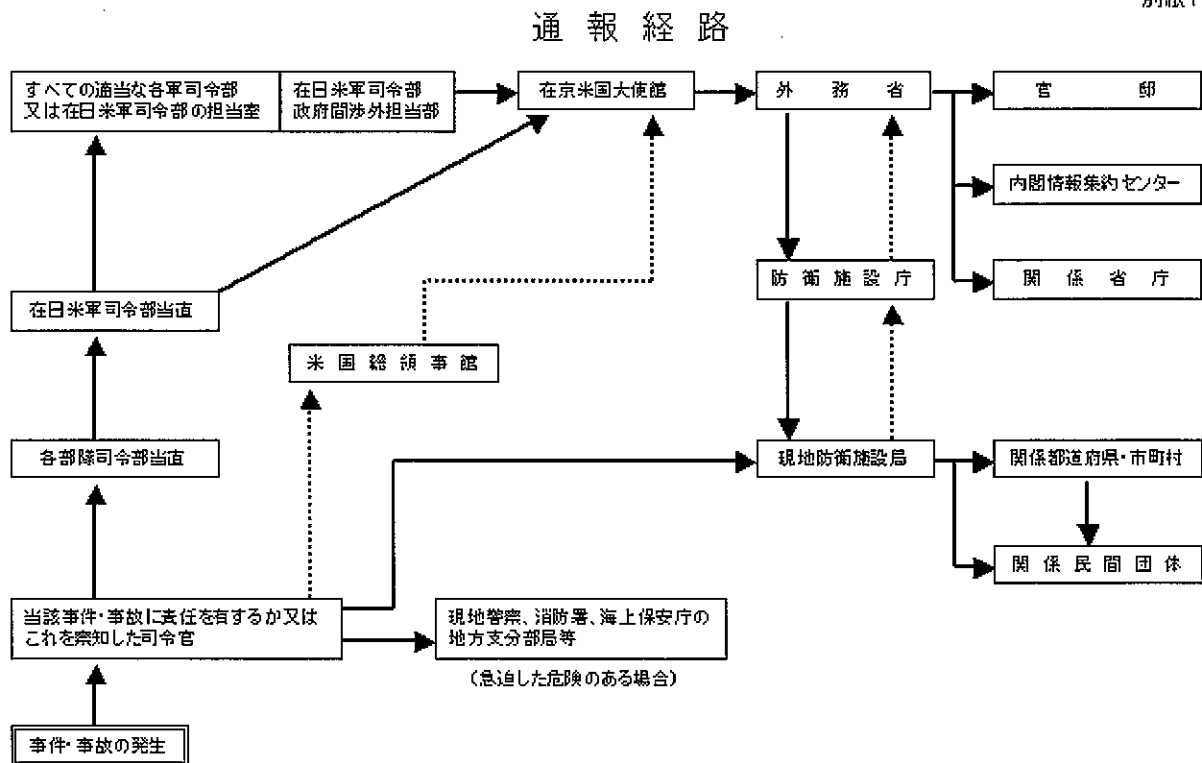 通報経路
すべての適当な各軍司令部
又は在日米軍司令部の担当室
在日米軍司令部
政府間渉外担当部
在京米国大使館
外務省
官邸
内閣情報集約センター
防衛施設庁
関係省庁
在日米軍司令部当直
米国総領事館
各部隊司令部当直
現地防衛施設局
関係都道府県・市町村
関係民間団体
当該事件・事故に責任を有するか又は
これを察知した司令官
現地警察、消防署、海上保安庁の
地方支分部局等
(急迫した危険のある場合)
事件・事故の発生